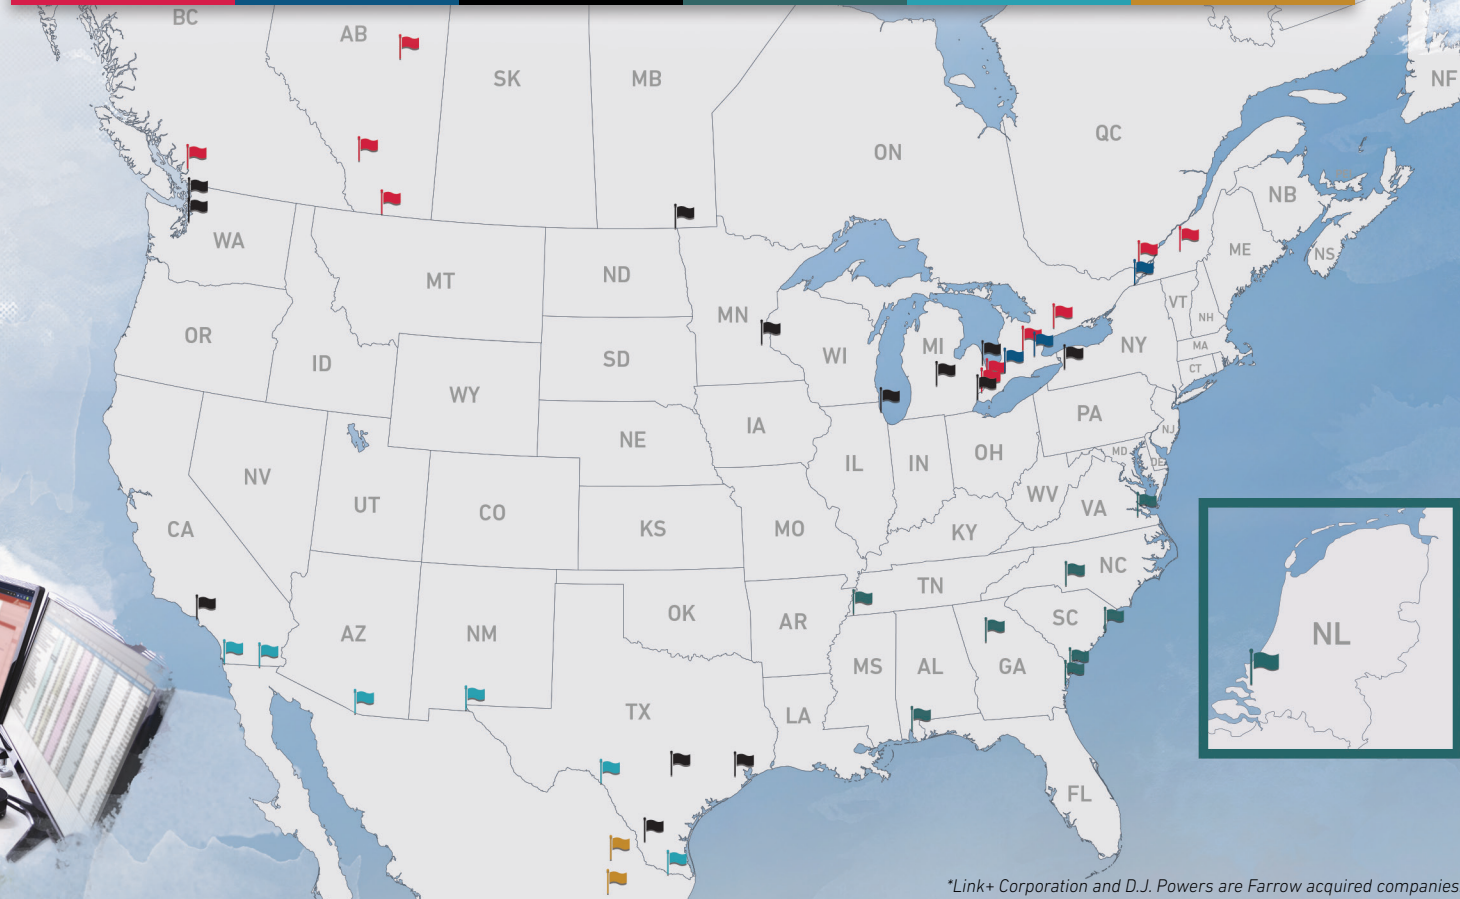 BC
AB
SK
MB
ON
QC
NF
NB
NS
ME
WA
MT
ND
MN
OR
ID
SD
WI
MI
VT
NH
NY
MA
CT
WY
NE
IA
PA
NJ
NV
UT
CO
IL
IN
OH
MD
DE
WV
VA
CA
KS
MO
KY
NC
AZ
NM
OK
AR
TN
SC
MS
AL
GA
NL
TX
LA
FL
*Link+ Corporation and D.J. Powers are Farrow acquired companies